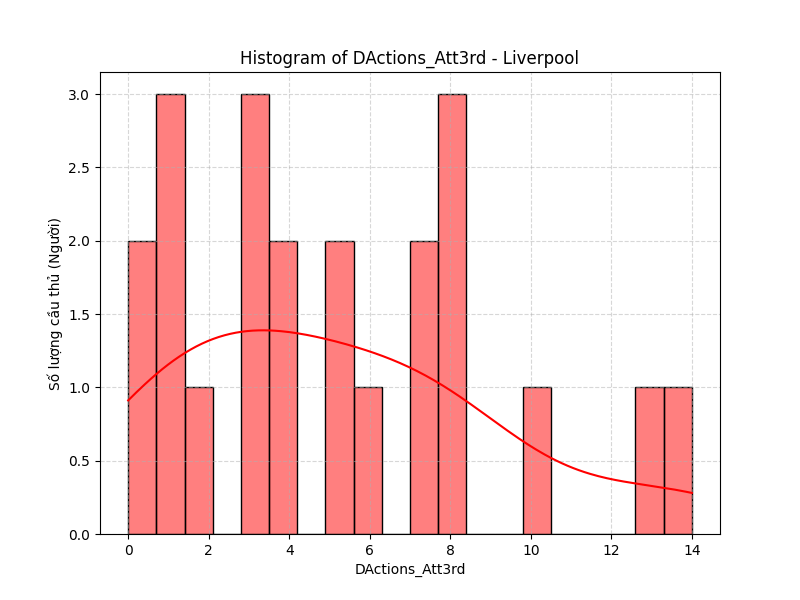 Histogram of DActions_Att3rd - Liverpool
Số lượng cầu thủ (Người)
3.0
2.5
2.0
1.5
1.0
0.5
0.0
0 2 4 6 8 10 12 14
DActions_Att3rd